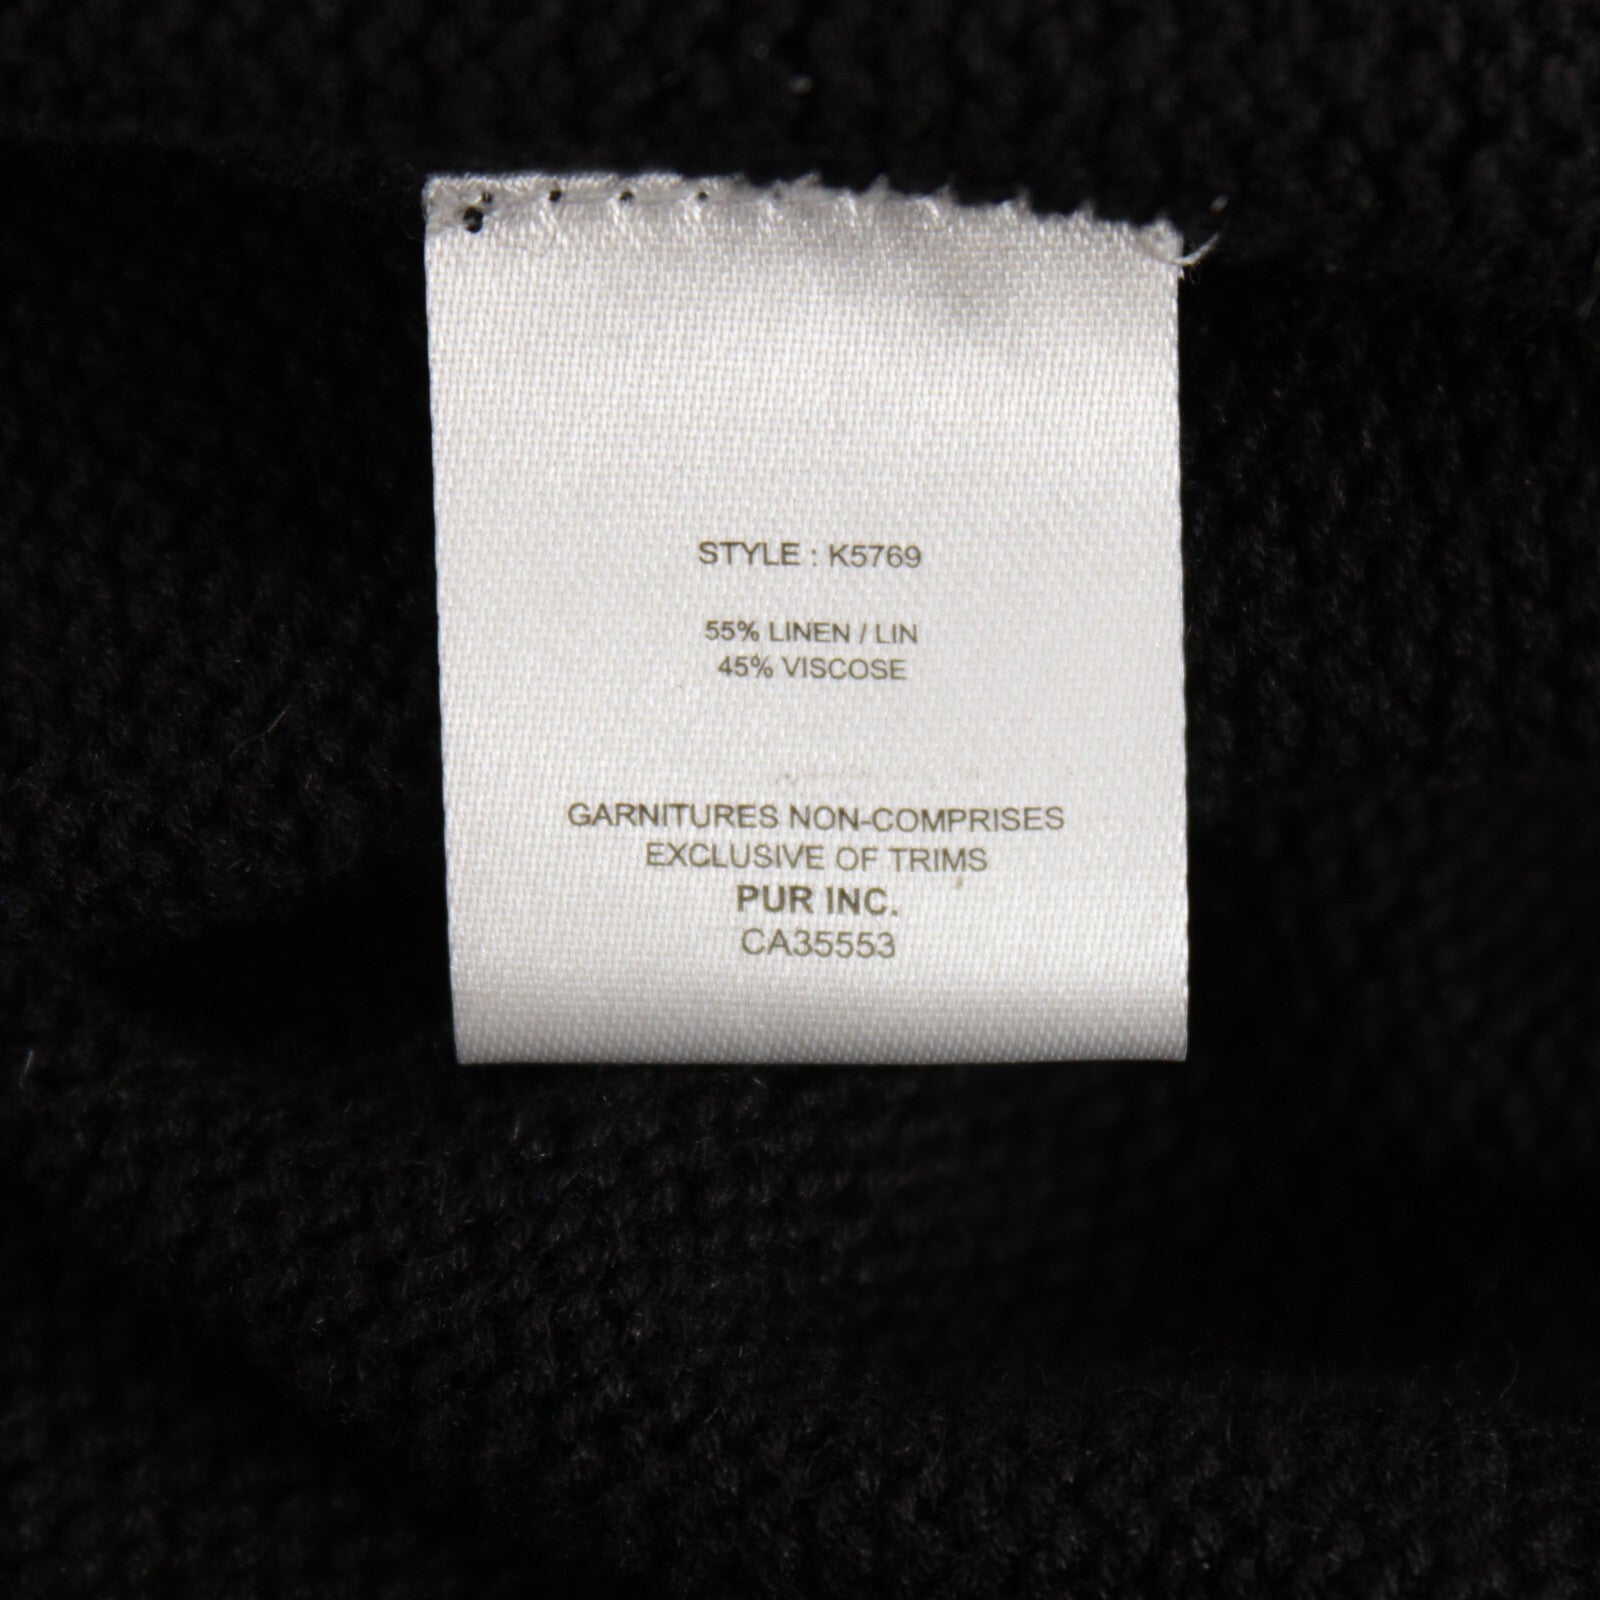 STYLE : K5769
55% LINEN / LIN
45% VISCOSE
GARNITURES NON-COMPRISES
EXCLUSIVE OF TRIMS
PUR INC.
CA35553